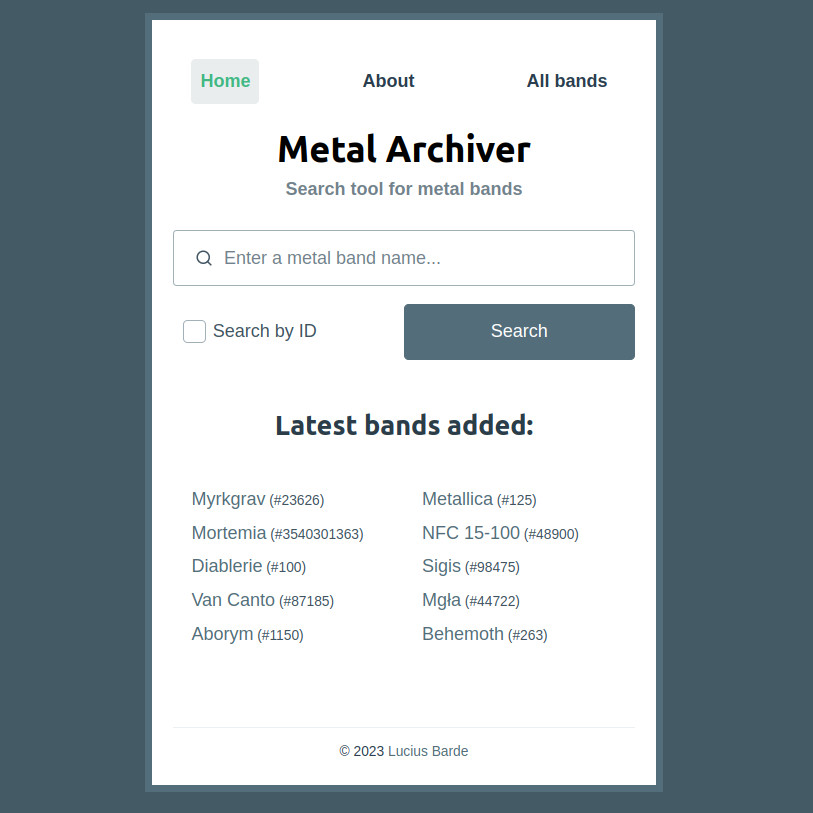 Home About All bands
Metal Archiver
Search tool for metal bands
Enter a metal band name...
Search by ID Search
Latest bands added:
Myrkgrav (#23626) Metallica (#125)
Mortemia (#3540301363) NFC 15-100 (#48900)
Diablerie (#100) Sigis (#98475)
Van Canto (#87185) Mgła (#44722)
Aborym (#1150) Behemoth (#263)
© 2023 Lucius Barde